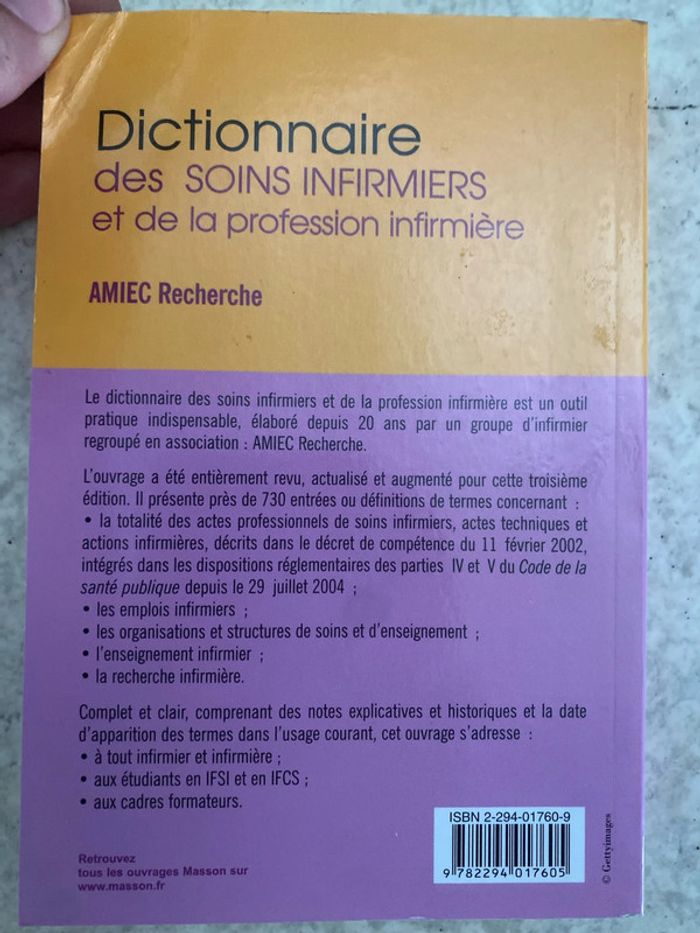 Dictionnaire
des SOINS INFIRMIERS
et de la profession infirmière
AMIEC Recherche
Le dictionnaire des soins infirmiers et de la profession infirmière est un outil
pratique indispensable, élaboré depuis 20 ans par un groupe d'infirmier
regroupé en association : AMIEC Recherche.
L'ouvrage a été entièrement revu, actualisé et augmenté pour cette troisième
édition. Il présente près de 730 entrées ou définitions de termes concernant :
• la totalité des actes professionnels de soins infirmiers, actes techniques et
actions infirmières, décrits dans le décret de compétence du 11 février 2002,
intégrés dans les dispositions réglementaires des parties IV et V du Code de la
santé publique depuis le 29 juillet 2004 ;
• les emplois infirmiers ;
• les organisations et structures de soins et d'enseignement ;
• l'enseignement infirmier ;
• la recherche infirmière.
Complet et clair, comprenant des notes explicatives et historiques et la date
d'apparition des termes dans l'usage courant, cet ouvrage s'adresse :
• à tout infirmier et infirmière ;
• aux étudiants en IFSI et en IFCS ;
• aux cadres formateurs.
Retrouvez
tous les ouvrages Masson sur
www.masson.fr
ISBN 2-294-01760-9
9 782294 017605
© Gettyimages